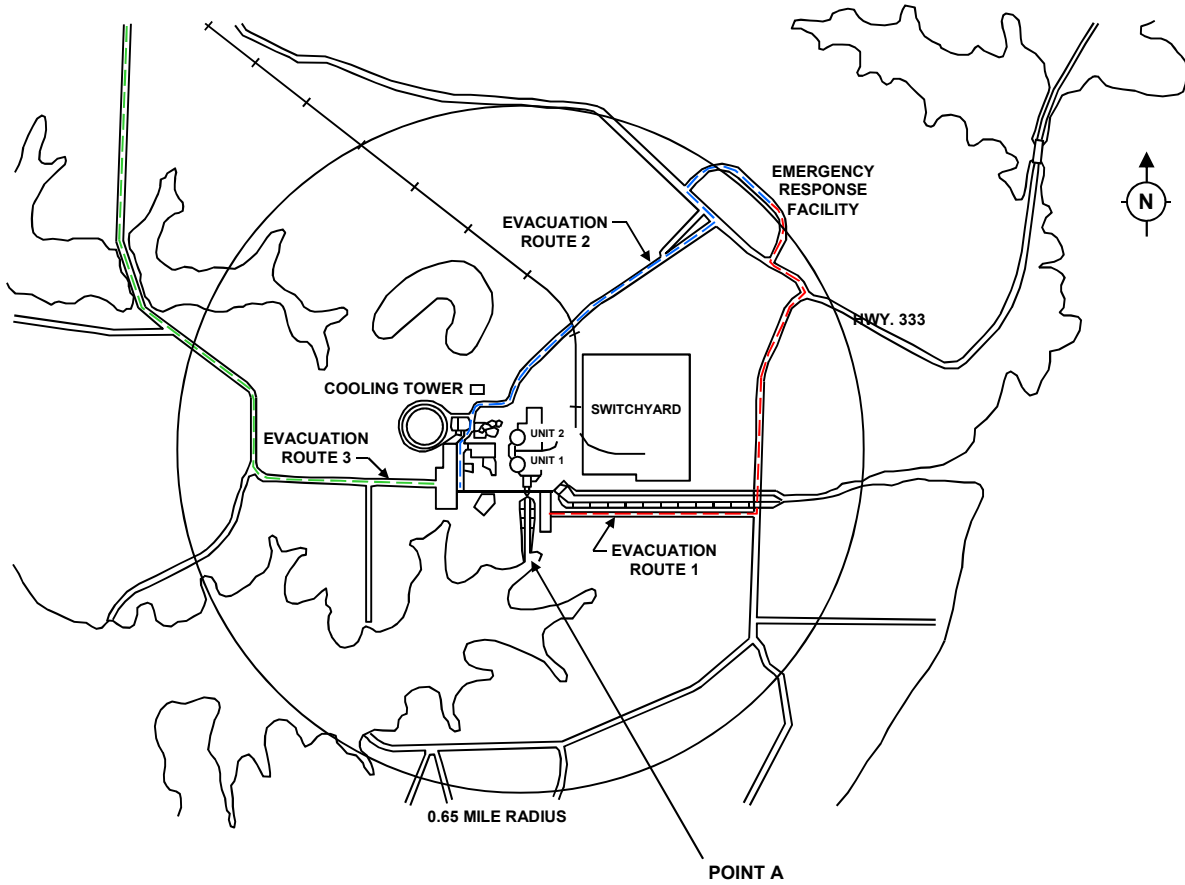 EMERGENCY
RESPONSE
FACILITY
N
EVACUATION
ROUTE 2
HWY. 333
COOLING TOWER
SWITCHYARD
UNIT 2
EVACUATION
ROUTE 3
UNIT 1
EVACUATION
ROUTE 1
0.65 MILE RADIUS
POINT A